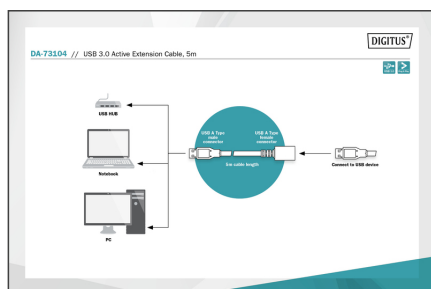 DIGITUS®
DA-73104 // USB 3.0 Active Extension Cable, 5m
USB HUB
USB A Type
male
connector
USB A Type
female
connector
5m cable length
Connect to USB device
Notebook
PC